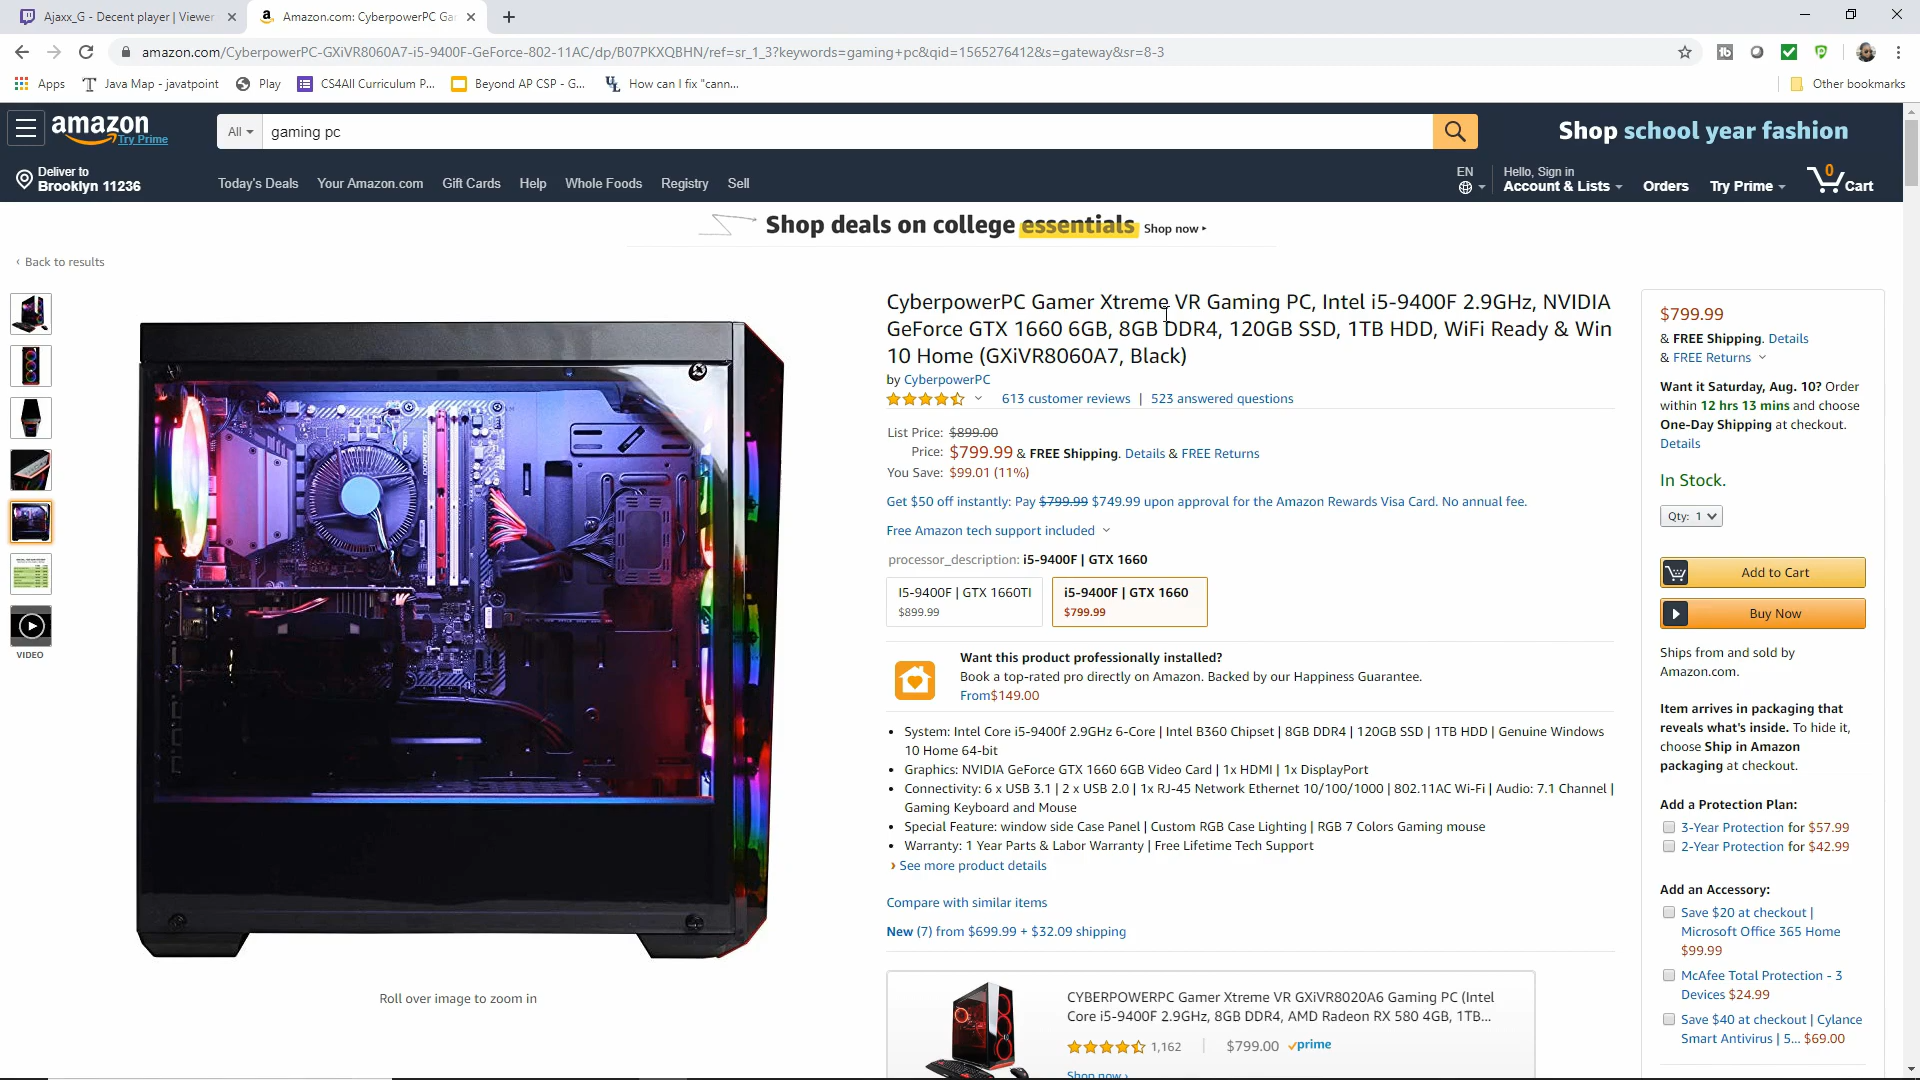 Ajaxx_G - Decent player | Viewer
Amazon.com: CyberpowerPC Ga
amazon.com/CyberpowerPC-GXiVR8060A7-i5-9400F-GeForce-802-11AC/dp/B07PKXQBHN/ref=sr_1_3?keywords=gaming+pc&qid=1565276412&s=gateway&sr=8-3
Apps
Java Map - javatpoint
Play
CS4All Curriculum P...
Beyond AP CSP - G...
How can I fix "cann...
Other bookmarks
amazon
Try Prime
All
gaming pc
Shop school year fashion
Deliver to
Brooklyn 11236
Today's Deals
Your Amazon.com
Gift Cards
Help
Whole Foods
Registry
Sell
EN
Hello, Sign in
Account & Lists
Orders
Try Prime
0
Cart
Shop deals on college essentials Shop now
‹ Back to results
VIDEO
Roll over image to zoom in
CyberpowerPC Gamer Xtreme VR Gaming PC, Intel i5-9400F 2.9GHz, NVIDIA
GeForce GTX 1660 6GB, 8GB DDR4, 120GB SSD, 1TB HDD, WiFi Ready & Win
10 Home (GXiVR8060A7, Black)
by CyberpowerPC
613 customer reviews | 523 answered questions
List Price: $899.00
Price: $799.99 & FREE Shipping. Details & FREE Returns
You Save: $99.01 (11%)
Get $50 off instantly: Pay $799.99 $749.99 upon approval for the Amazon Rewards Visa Card. No annual fee.
Free Amazon tech support included
processor_description: i5-9400F | GTX 1660
I5-9400F | GTX 1660TI
$899.99
i5-9400F | GTX 1660
$799.99
Want this product professionally installed?
Book a top-rated pro directly on Amazon. Backed by our Happiness Guarantee.
From$149.00
• System: Intel Core i5-9400f 2.9GHz 6-Core | Intel B360 Chipset | 8GB DDR4 | 120GB SSD | 1TB HDD | Genuine Windows
10 Home 64-bit
• Graphics: NVIDIA GeForce GTX 1660 6GB Video Card | 1x HDMI | 1x DisplayPort
• Connectivity: 6 x USB 3.1 | 2 x USB 2.0 | 1x RJ-45 Network Ethernet 10/100/1000 | 802.11AC Wi-Fi | Audio: 7.1 Channel |
Gaming Keyboard and Mouse
• Special Feature: window side Case Panel | Custom RGB Case Lighting | RGB 7 Colors Gaming mouse
• Warranty: 1 Year Parts & Labor Warranty | Free Lifetime Tech Support
› See more product details
Compare with similar items
New (7) from $699.99 + $32.09 shipping
CYBERPOWERPC Gamer Xtreme VR GXiVR8020A6 Gaming PC (Intel
Core i5-9400F 2.9GHz, 8GB DDR4, AMD Radeon RX 580 4GB, 1TB...
1,162 | $799.00 prime
Shop now ›
$799.99
& FREE Shipping. Details
& FREE Returns
Want it Saturday, Aug. 10? Order
within 12 hrs 13 mins and choose
One-Day Shipping at checkout.
Details
In Stock.
Qty: 1
Add to Cart
Buy Now
Ships from and sold by
Amazon.com.
Item arrives in packaging that
reveals what's inside. To hide it,
choose Ship in Amazon
packaging at checkout.
Add a Protection Plan:
3-Year Protection for $57.99
2-Year Protection for $42.99
Add an Accessory:
Save $20 at checkout |
Microsoft Office 365 Home
$99.99
McAfee Total Protection - 3
Devices $24.99
Save $40 at checkout | Cylance
Smart Antivirus | 5... $69.00